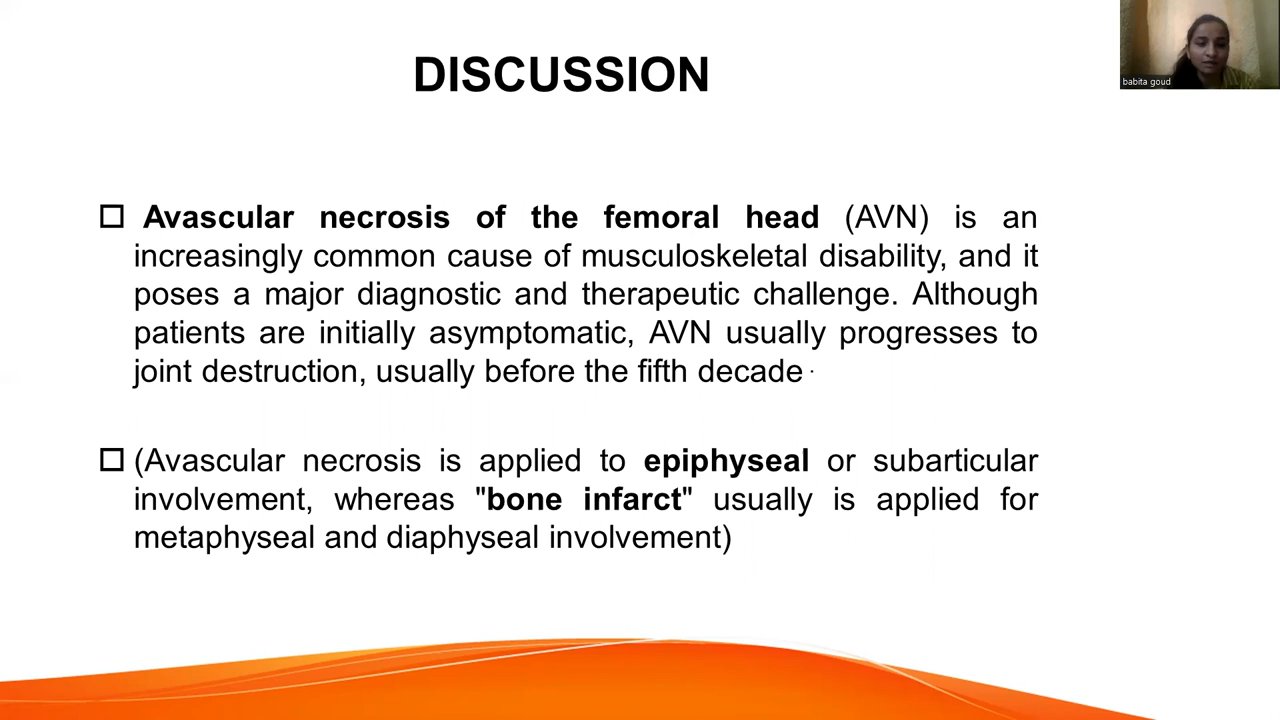 DISCUSSION
babita goud
Avascular necrosis of the femoral head (AVN) is an
increasingly common cause of musculoskeletal disability, and it
poses a major diagnostic and therapeutic challenge. Although
patients are initially asymptomatic, AVN usually progresses to
joint destruction, usually before the fifth decade .
(Avascular necrosis is applied to epiphyseal or subarticular
involvement, whereas "bone infarct" usually is applied for
metaphyseal and diaphyseal involvement)